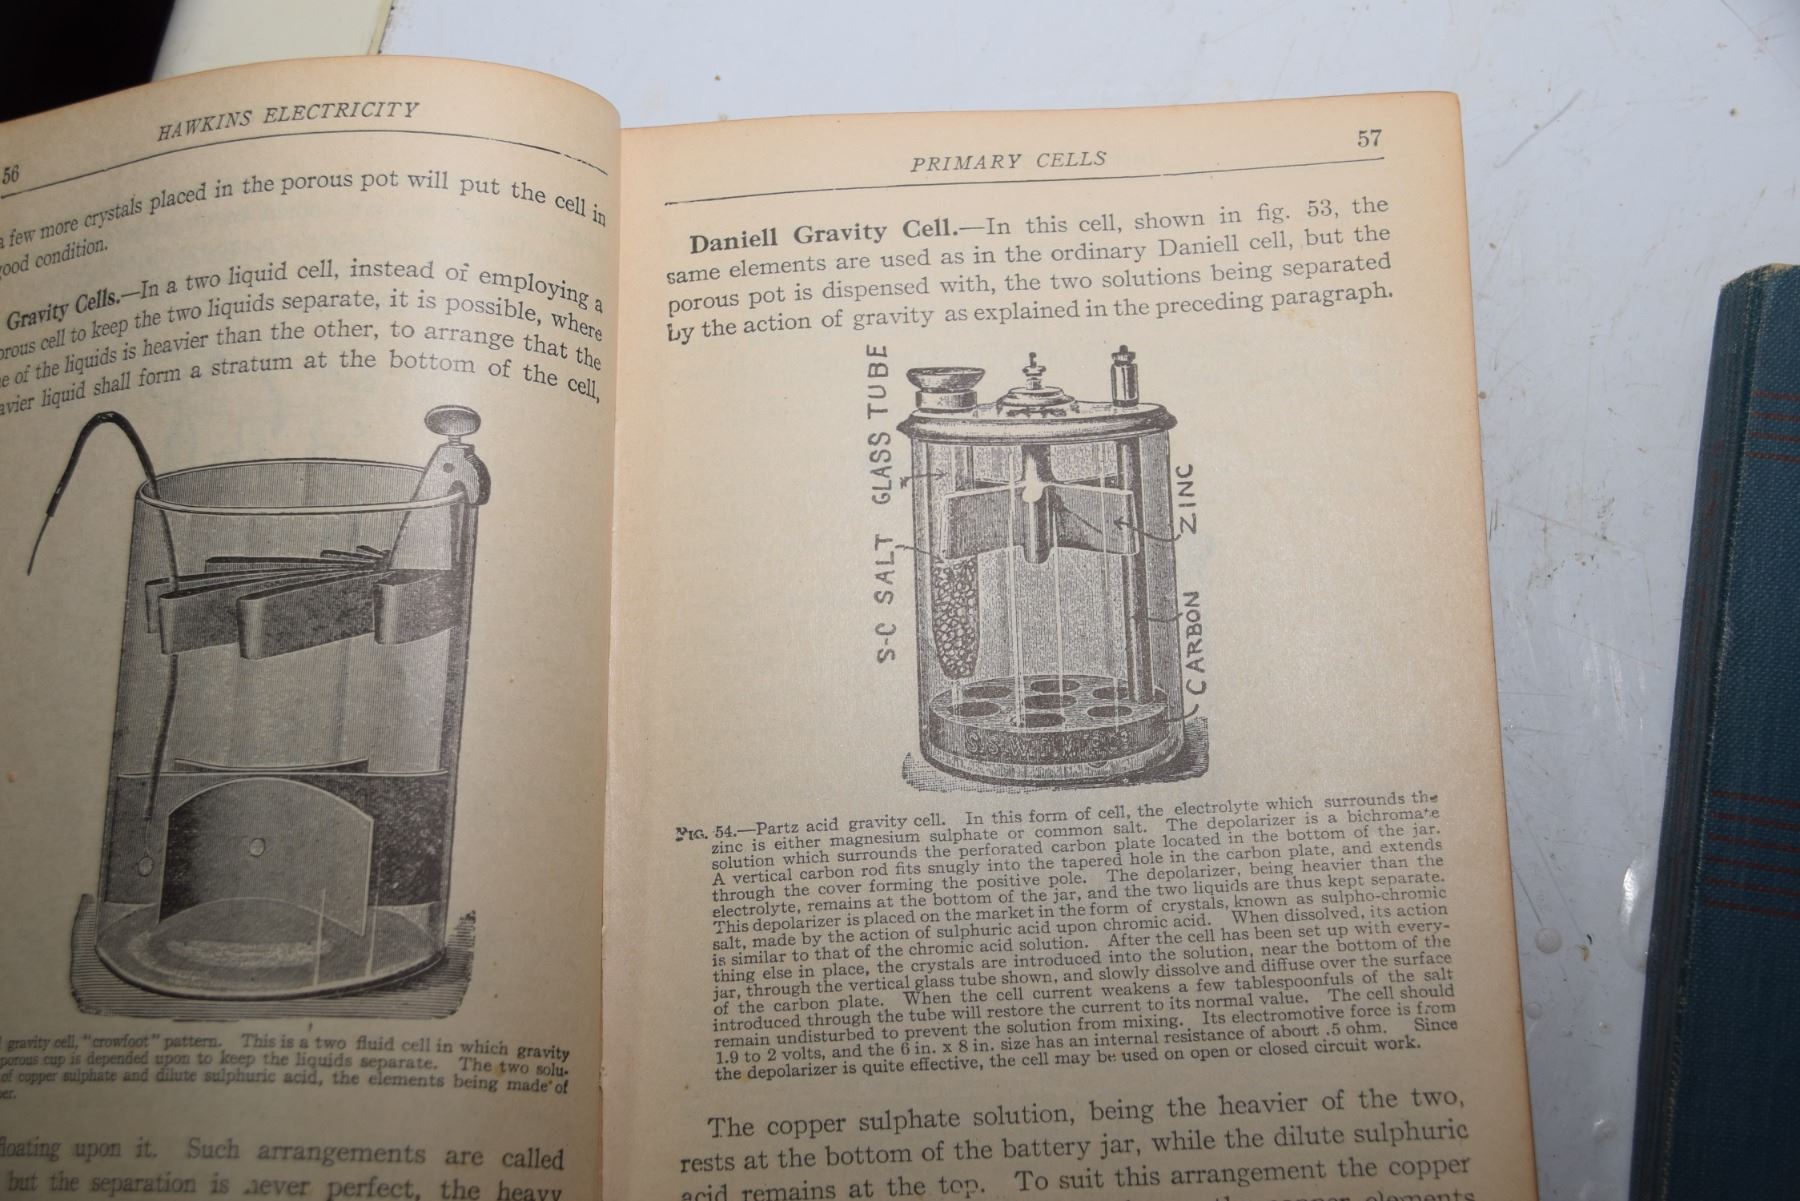 56
HAWKINS ELECTRICITY
a few more crystals placed in the porous pot will put the cell in
good condition.
Gravity Cells.—In a two liquid cell, instead of employing a
porous cell to keep the two liquids separate, it is possible, where
one of the liquids is heavier than the other, to arrange that the
heavier liquid shall form a stratum at the bottom of the cell,
gravity cell, "crowfoot" pattern. This is a two fluid cell in which gravity
porous cup is depended upon to keep the liquids separate. The two solu-
of copper sulphate and dilute sulphuric acid, the elements being made of
floating upon it. Such arrangements are called
but the separation is never perfect, the heavy
PRIMARY CELLS
57
Daniell Gravity Cell.—In this cell, shown in fig. 53, the
same elements are used as in the ordinary Daniell cell, but the
porous pot is dispensed with, the two solutions being separated
by the action of gravity as explained in the preceding paragraph.
GLASS TUBE
S-C SALT
ZINC
CARBON
FIG. 54.—Partz acid gravity cell. In this form of cell, the electrolyte which surrounds the
zinc is either magnesium sulphate or common salt. The depolarizer is a bichromate
solution which surrounds the perforated carbon plate located in the bottom of the jar.
A vertical carbon rod fits snugly into the tapered hole in the carbon plate, and extends
through the cover forming the positive pole. The depolarizer, being heavier than the
electrolyte, remains at the bottom of the jar, and the two liquids are thus kept separate.
This depolarizer is placed on the market in the form of crystals, known as sulpho-chromic
salt, made by the action of sulphuric acid upon chromic acid. When dissolved, its action
is similar to that of the chromic acid solution. After the cell has been set up with every-
thing else in place, the crystals are introduced into the solution, near the bottom of the
jar, through the vertical glass tube shown, and slowly dissolve and diffuse over the surface
of the carbon plate. When the cell current weakens a few tablespoonfuls of the salt
introduced through the tube will restore the current to its normal value. The cell should
remain undisturbed to prevent the solution from mixing. Its electromotive force is from
1.9 to 2 volts, and the 6 in. x 8 in. size has an internal resistance of about .5 ohm. Since
the depolarizer is quite effective, the cell may be used on open or closed circuit work.
The copper sulphate solution, being the heavier of the two,
rests at the bottom of the battery jar, while the dilute sulphuric
acid remains at the top. To suit this arrangement the copper